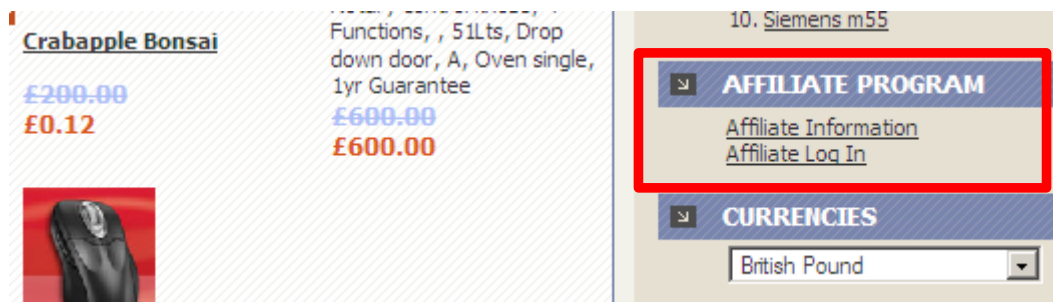 Crabapple Bonsai
£200.00
£0.12
Functions, , 51Lts, Drop
down door, A, Oven single,
1yr Guarantee
£600.00
£600.00
10. Siemens m55
AFFILIATE PROGRAM
Affiliate Information
Affiliate Log In
CURRENCIES
British Pound